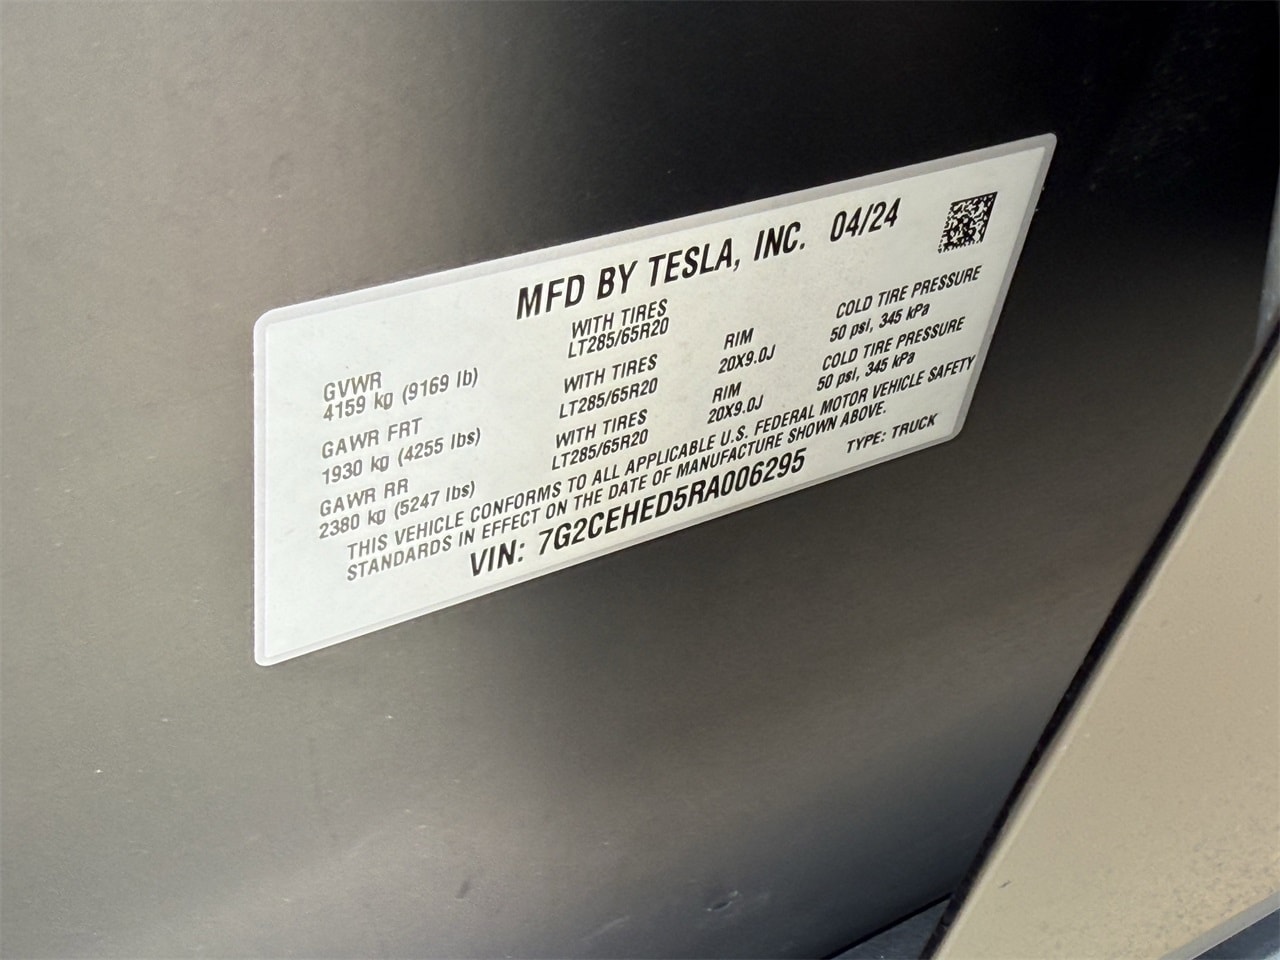 MFD BY TESLA, INC. 04/24
GVWR
4159 kg (9169 lb)
WITH TIRES
LT285/65R20
RIM
20X9.0J
COLD TIRE PRESSURE
50 psi, 345 kPa
GAWR FRT
1930 kg (4255 lbs)
WITH TIRES
LT285/65R20
RIM
20X9.0J
COLD TIRE PRESSURE
50 psi, 345 kPa
GAWR RR
2380 kg (5247 lbs)
WITH TIRES
LT285/65R20
THIS VEHICLE CONFORMS TO ALL APPLICABLE U.S. FEDERAL MOTOR VEHICLE SAFETY
STANDARDS IN EFFECT ON THE DATE OF MANUFACTURE SHOWN ABOVE.
VIN: 7G2CEHED5RA006295
TYPE: TRUCK